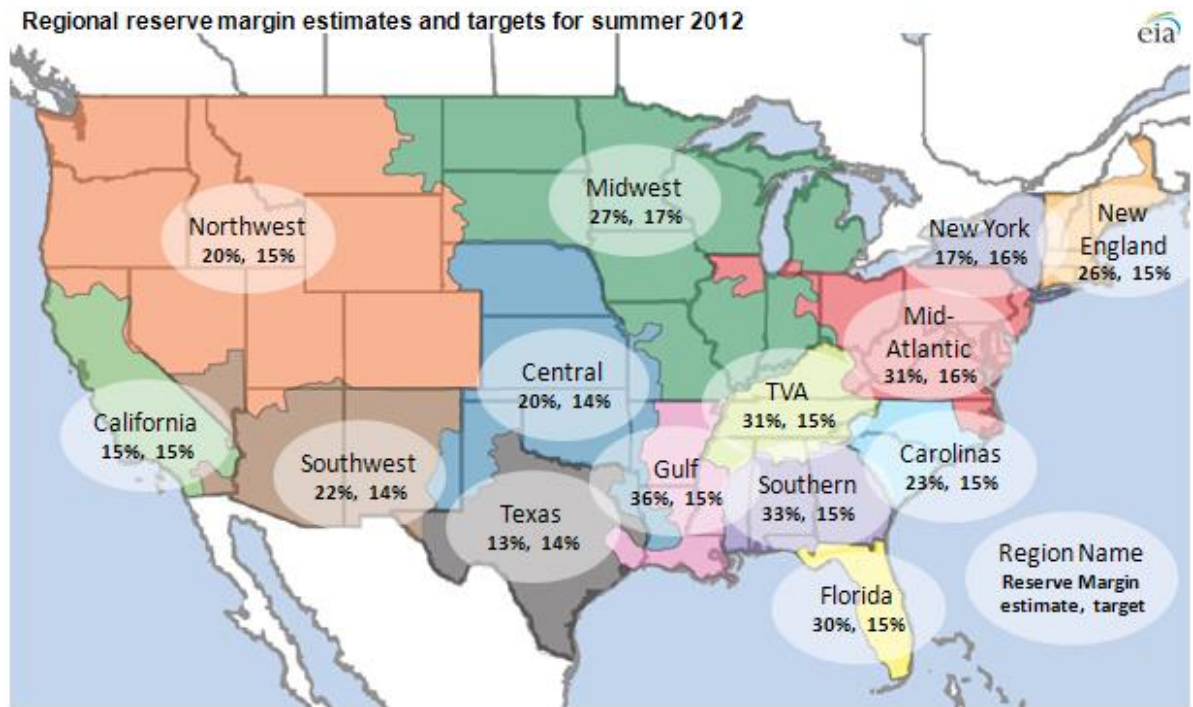 Regional reserve margin estimates and targets for summer 2012
eia
Northwest
20%, 15%
Midwest
27%, 17%
New York
17%, 16%
New
England
26%, 15%
Mid-
Atlantic
31%, 16%
Central
20%, 14%
TVA
31%, 15%
California
15%, 15%
Southwest
22%, 14%
Gulf
36%, 15%
Carolinas
23%, 15%
Southern
33%, 15%
Texas
13%, 14%
Florida
30%, 15%
Region Name
Reserve Margin
estimate, target